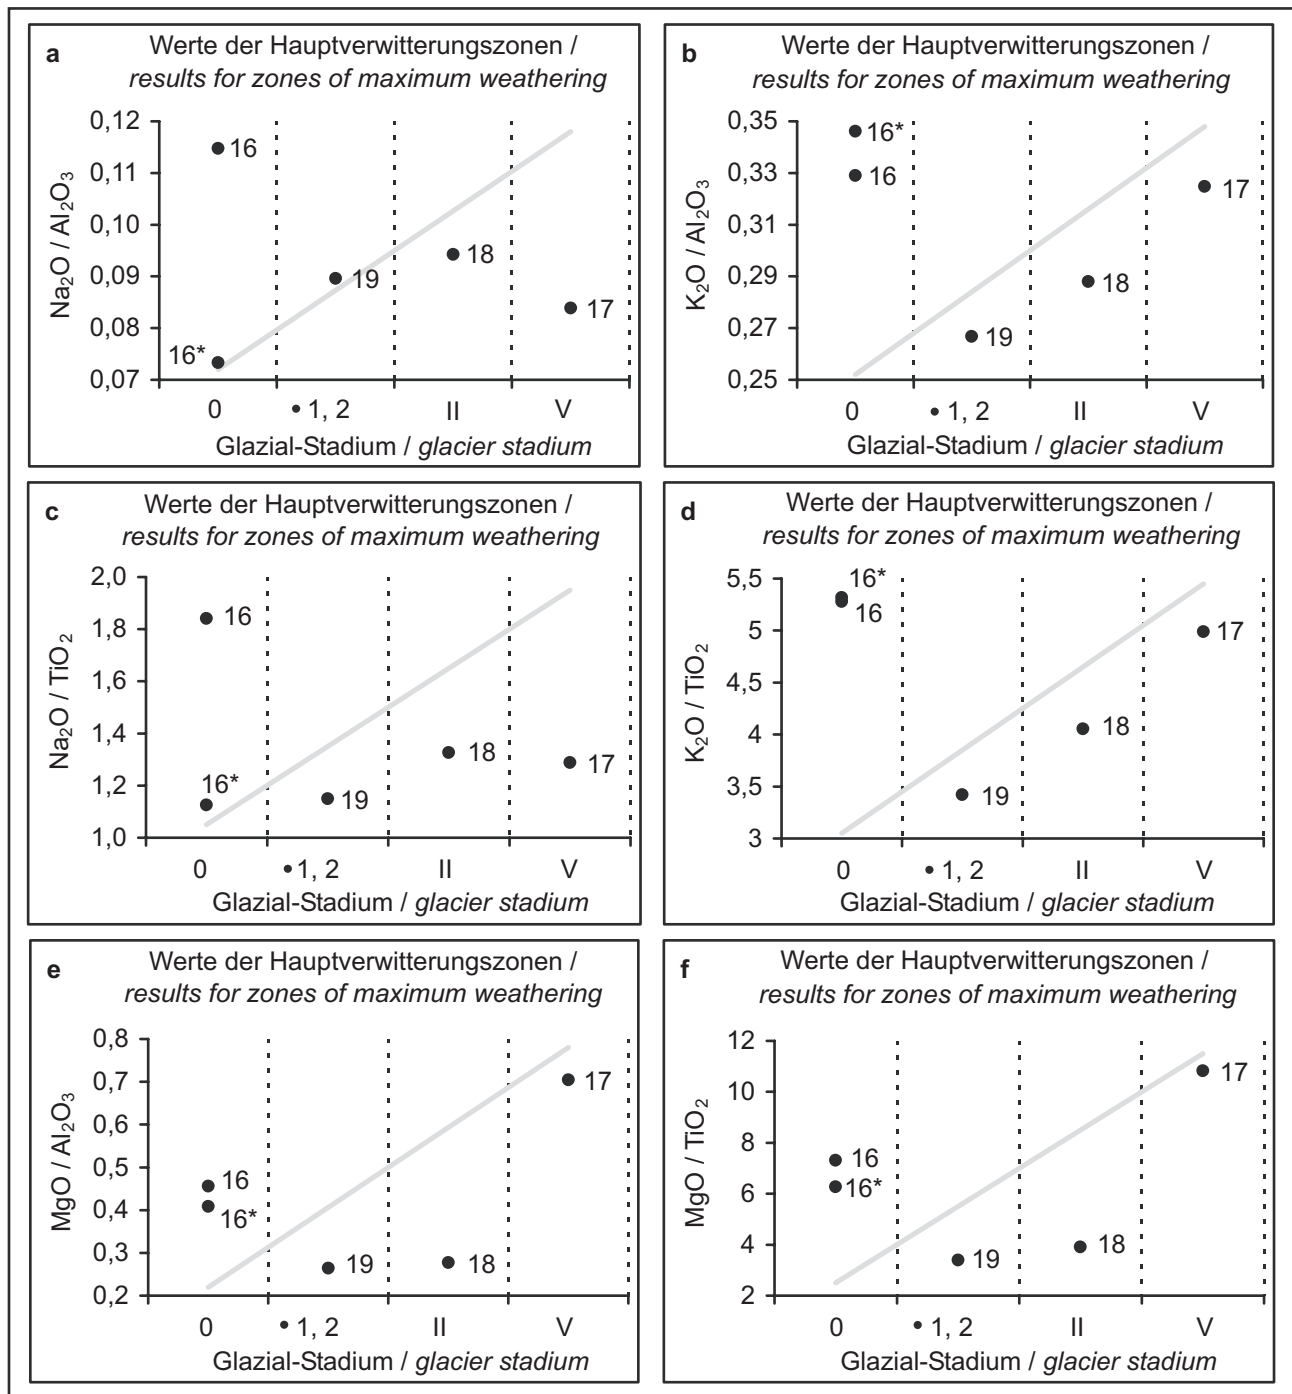 a
Werte der Hauptverwitterungszonen /
results for zones of maximum weathering
Na₂O / Al₂O₃
0,12
0,11
0,10
0,09
0,08
0,07
16
19
18
17
16*
0
• 1, 2
II
V
Glazial-Stadium / glacier stadium
b
Werte der Hauptverwitterungszonen /
results for zones of maximum weathering
K₂O / Al₂O₃
0,35
0,33
0,31
0,29
0,27
0,25
16*
16
17
18
19
0
• 1, 2
II
V
Glazial-Stadium / glacier stadium
c
Werte der Hauptverwitterungszonen /
results for zones of maximum weathering
Na₂O / TiO₂
2,0
1,8
1,6
1,4
1,2
1,0
16
18
17
16*
19
0
• 1, 2
II
V
Glazial-Stadium / glacier stadium
d
Werte der Hauptverwitterungszonen /
results for zones of maximum weathering
K₂O / TiO₂
5,5
5
4,5
4
3,5
3
16*
16
17
18
19
0
• 1, 2
II
V
Glazial-Stadium / glacier stadium
e
Werte der Hauptverwitterungszonen /
results for zones of maximum weathering
MgO / Al₂O₃
0,8
0,7
0,6
0,5
0,4
0,3
0,2
17
16
16*
19
18
0
• 1, 2
II
V
Glazial-Stadium / glacier stadium
f
Werte der Hauptverwitterungszonen /
results for zones of maximum weathering
MgO / TiO₂
12
10
8
6
4
2
17
16
16*
18
19
0
• 1, 2
II
V
Glazial-Stadium / glacier stadium